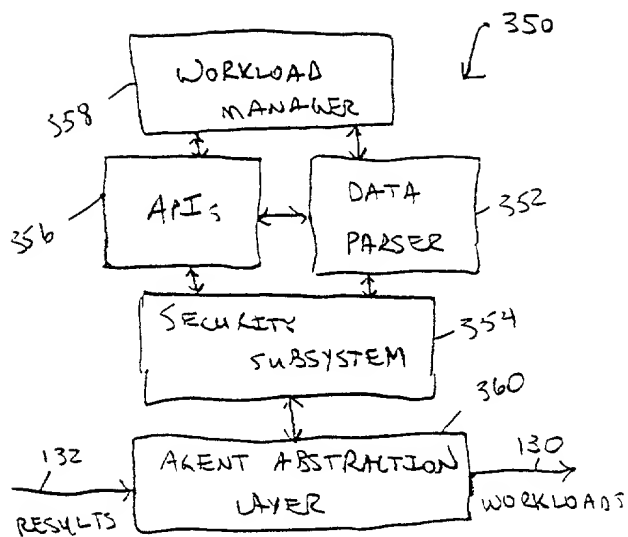 350
WORKLOAD
MANAGER
358
APIs
DATA
PARSER
356
352
SECURITY
SUBSYSTEM
354
360
132
AGENT ABSTRACTION
LAYER
130
RESULTS
WORKLOADS